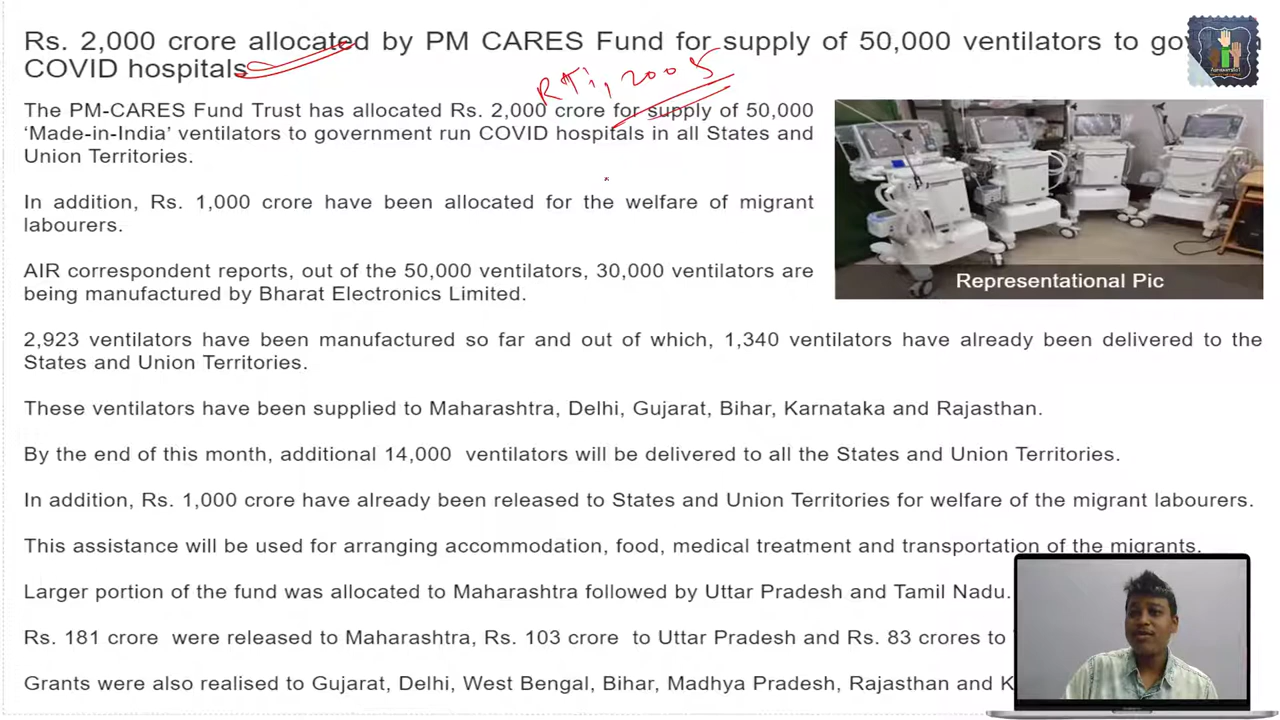 Rs. 2,000 crore allocated by PM CARES Fund for supply of 50,000 ventilators to
COVID hospitals
RTI, 2005
The PM-CARES Fund Trust has allocated Rs. 2,000 crore for supply of 50,000
‘Made-in-India’ ventilators to government run COVID hospitals in all States and
Union Territories.
In addition, Rs. 1,000 crore have been allocated for the welfare of migrant
labourers.
AIR correspondent reports, out of the 50,000 ventilators, 30,000 ventilators are
being manufactured by Bharat Electronics Limited.
Representational Pic
2,923 ventilators have been manufactured so far and out of which, 1,340 ventilators have already been delivered to the
States and Union Territories.
These ventilators have been supplied to Maharashtra, Delhi, Gujarat, Bihar, Karnataka and Rajasthan.
By the end of this month, additional 14,000 ventilators will be delivered to all the States and Union Territories.
In addition, Rs. 1,000 crore have already been released to States and Union Territories for welfare of the migrant labourers.
This assistance will be used for arranging accommodation, food, medical treatment and transportation of the migrants.
Larger portion of the fund was allocated to Maharashtra followed by Uttar Pradesh and Tamil Nadu.
Rs. 181 crore were released to Maharashtra, Rs. 103 crore to Uttar Pradesh and Rs. 83 crores to
Grants were also realised to Gujarat, Delhi, West Bengal, Bihar, Madhya Pradesh, Rajasthan and